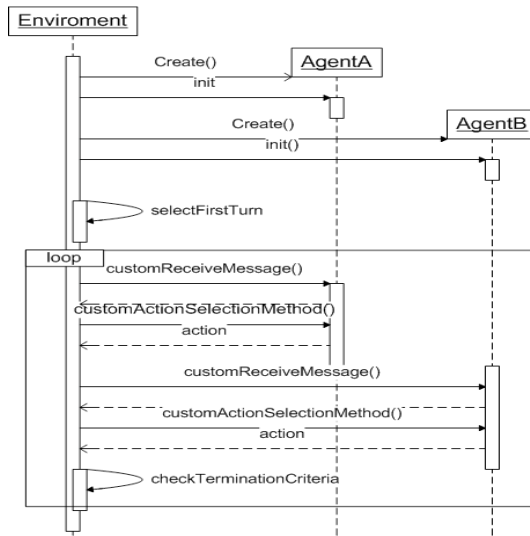 Enviroment
Create()
AgentA
init
Create()
AgentB
init()
selectFirstTurn
loop
customReceiveMessage()
customActionSelectionMethod()
action
customReceiveMessage()
customActionSelectionMethod()
action
checkTerminationCriteria